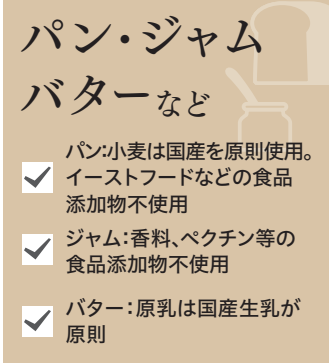 パン・ジャム
バターなど
パン:小麦は国産を原則使用。
イーストフードなどの食品
添加物不使用
ジャム:香料、ペクチン等の
食品添加物不使用
バター:原乳は国産生乳が
原則